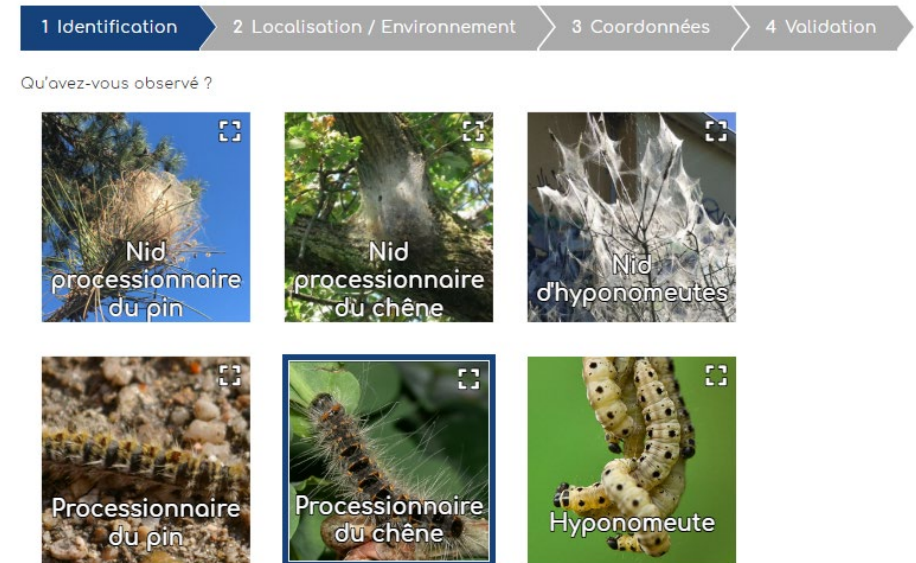 1 Identification
2 Localisation / Environnement
3 Coordonnées
4 Validation
Qu'avez-vous observé ?
Nid
processionnaire
du pin
Nid
processionnaire
du chêne
Nid
d'hyponomeutes
Processionnaire
du pin
Processionnaire
du chêne
Hyponomeute